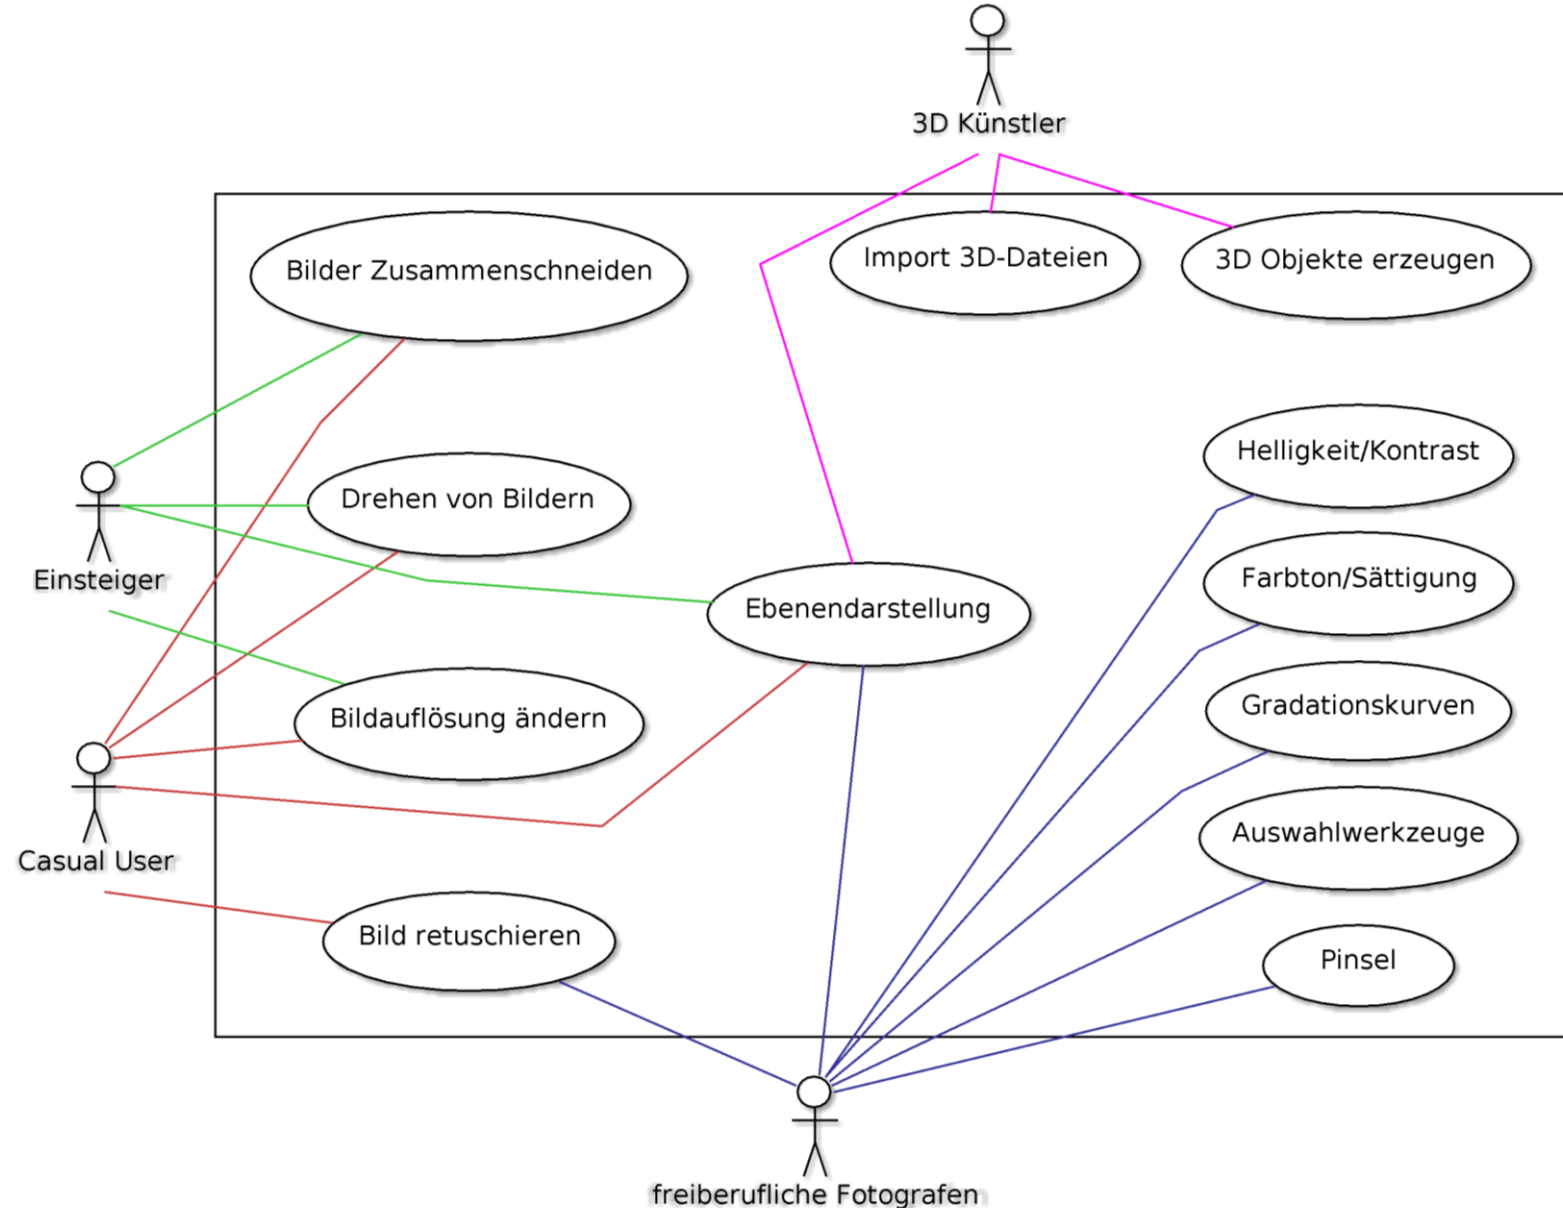 3D Künstler
Bilder Zusammenschneiden
Import 3D-Dateien
3D Objekte erzeugen
Helligkeit/Kontrast
Drehen von Bildern
Einsteiger
Farbton/Sättigung
Ebenendarstellung
Bildauflösung ändern
Gradationskurven
Auswahlwerkzeuge
Casual User
Bild retuschieren
Pinsel
freiberufliche Fotografen